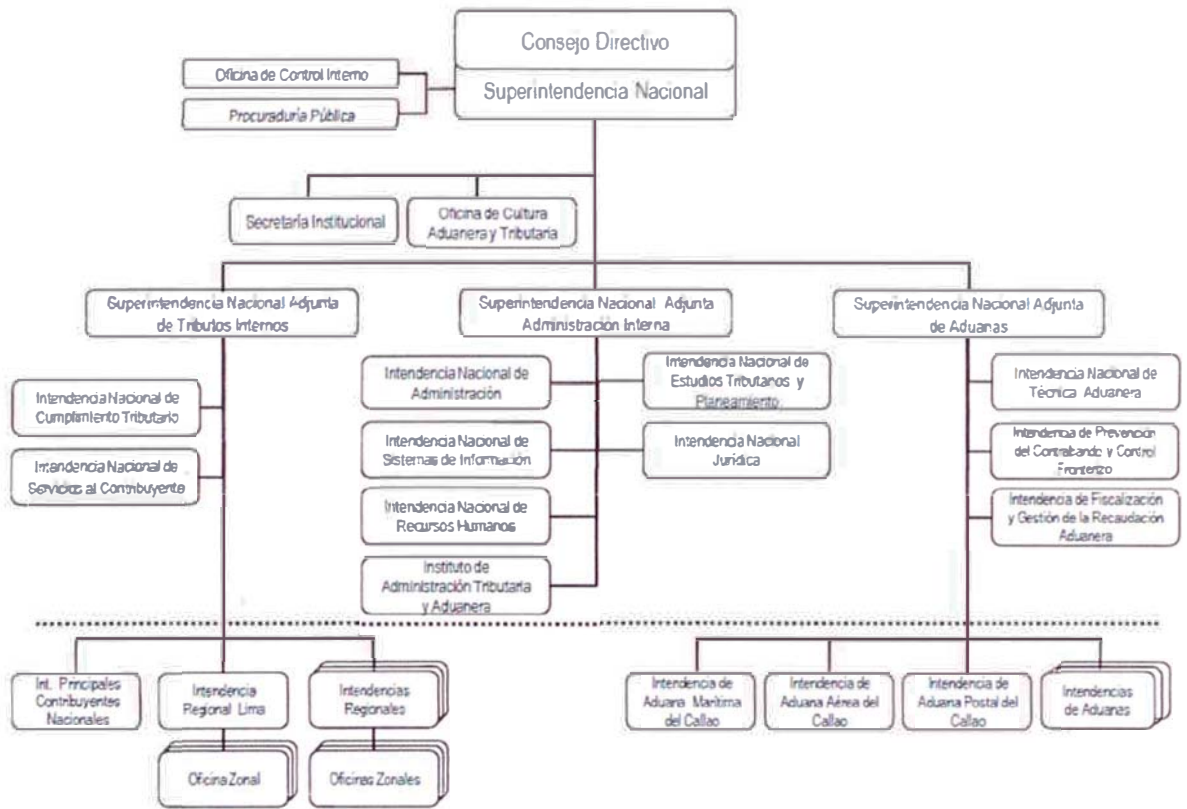 Consejo Directivo
Superintendencia Nacional
Oficina de Control Interno
Procuraduría Pública
Secretaría Institucional
Oficina de Cultura
Aduanera y Tributaria
Superintendencia Nacional Adjunta
de Tributos Internos
Superintendencia Nacional Adjunta
Administración Interna
Superintendencia Nacional Adjunta
de Aduanas
Intendencia Nacional de
Cumplimiento Tributario
Intendencia Nacional de
Servicios al Contribuyente
Intendencia Nacional de
Administración
Intendencia Nacional de
Sistemas de Información
Intendencia Nacional de
Recursos Humanos
Instituto de
Administración Tributaria
y Aduanera
Intendencia Nacional de
Estudios Tributarios y
Planeamiento
Intendencia Nacional
Jurídica
Intendencia Nacional de
Técnica Aduanera
Intendencia de Prevención
del Contrabando y Control
Fronterizo
Intendencia de Fiscalización
y Gestión de la Recaudación
Aduanera
Int. Principales
Contribuyentes
Nacionales
Intendencia
Regional Lima
Intendencias
Regionales
Oficina Zonal
Oficinas Zonales
Intendencia de
Aduana Marítima
del Callao
Intendencia de
Aduana Aérea del
Callao
Intendencia de
Aduana Postal del
Callao
Intendencias
de Aduanas